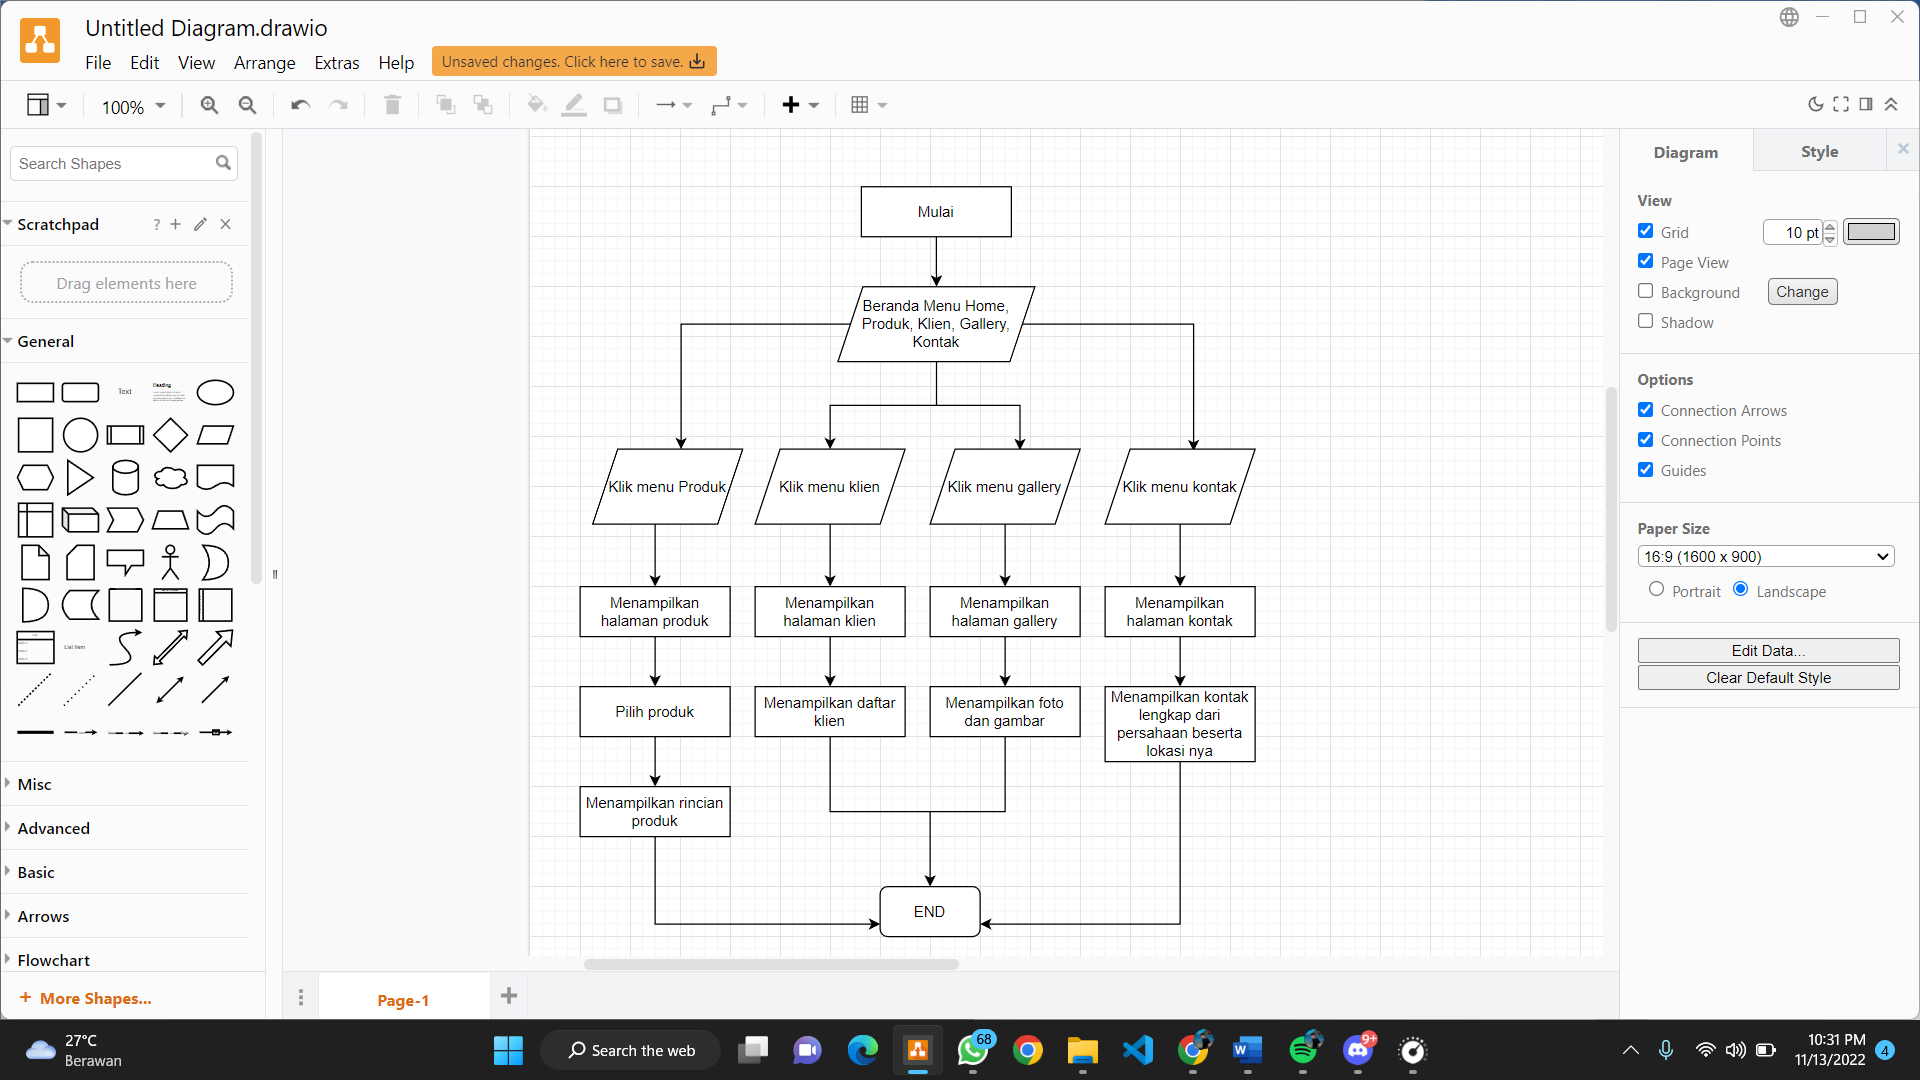 Untitled Diagram.drawio
File Edit View Arrange Extras Help
Unsaved changes. Click here to save.
100%
Search Shapes
Scratchpad
?
Drag elements here
General
Text
Heading
List Item
Misc
Advanced
Basic
Arrows
Flowchart
+ More Shapes...
Mulai
Beranda Menu Home,
Produk, Klien, Gallery,
Kontak
Klik menu Produk
Klik menu klien
Klik menu gallery
Klik menu kontak
Menampilkan
halaman produk
Menampilkan
halaman klien
Menampilkan
halaman gallery
Menampilkan
halaman kontak
Pilih produk
Menampilkan daftar
klien
Menampilkan foto
dan gambar
Menampilkan kontak
lengkap dari
persahaan beserta
lokasi nya
Menampilkan rincian
produk
END
Page-1
Diagram
Style
View
Grid
10 pt
Page View
Background
Change
Shadow
Options
Connection Arrows
Connection Points
Guides
Paper Size
16:9 (1600 x 900)
Portrait
Landscape
Edit Data...
Clear Default Style
27°C
Berawan
Search the web
68
9+
10:31 PM
11/13/2022
4